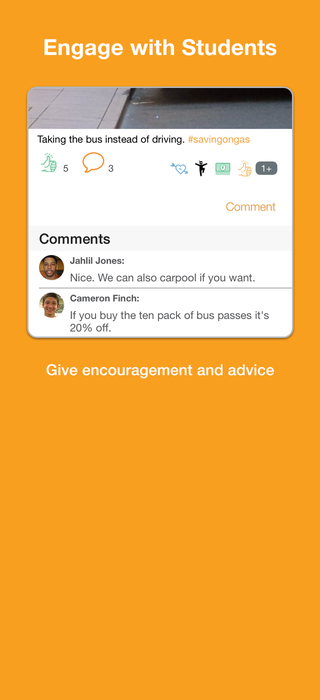 Engage with Students
Taking the bus instead of driving. #savingongas
5
3
1+
Comment
Comments
Jahlil Jones:
Nice. We can also carpool if you want.
Cameron Finch:
If you buy the ten pack of bus passes it's
20% off.
Give encouragement and advice